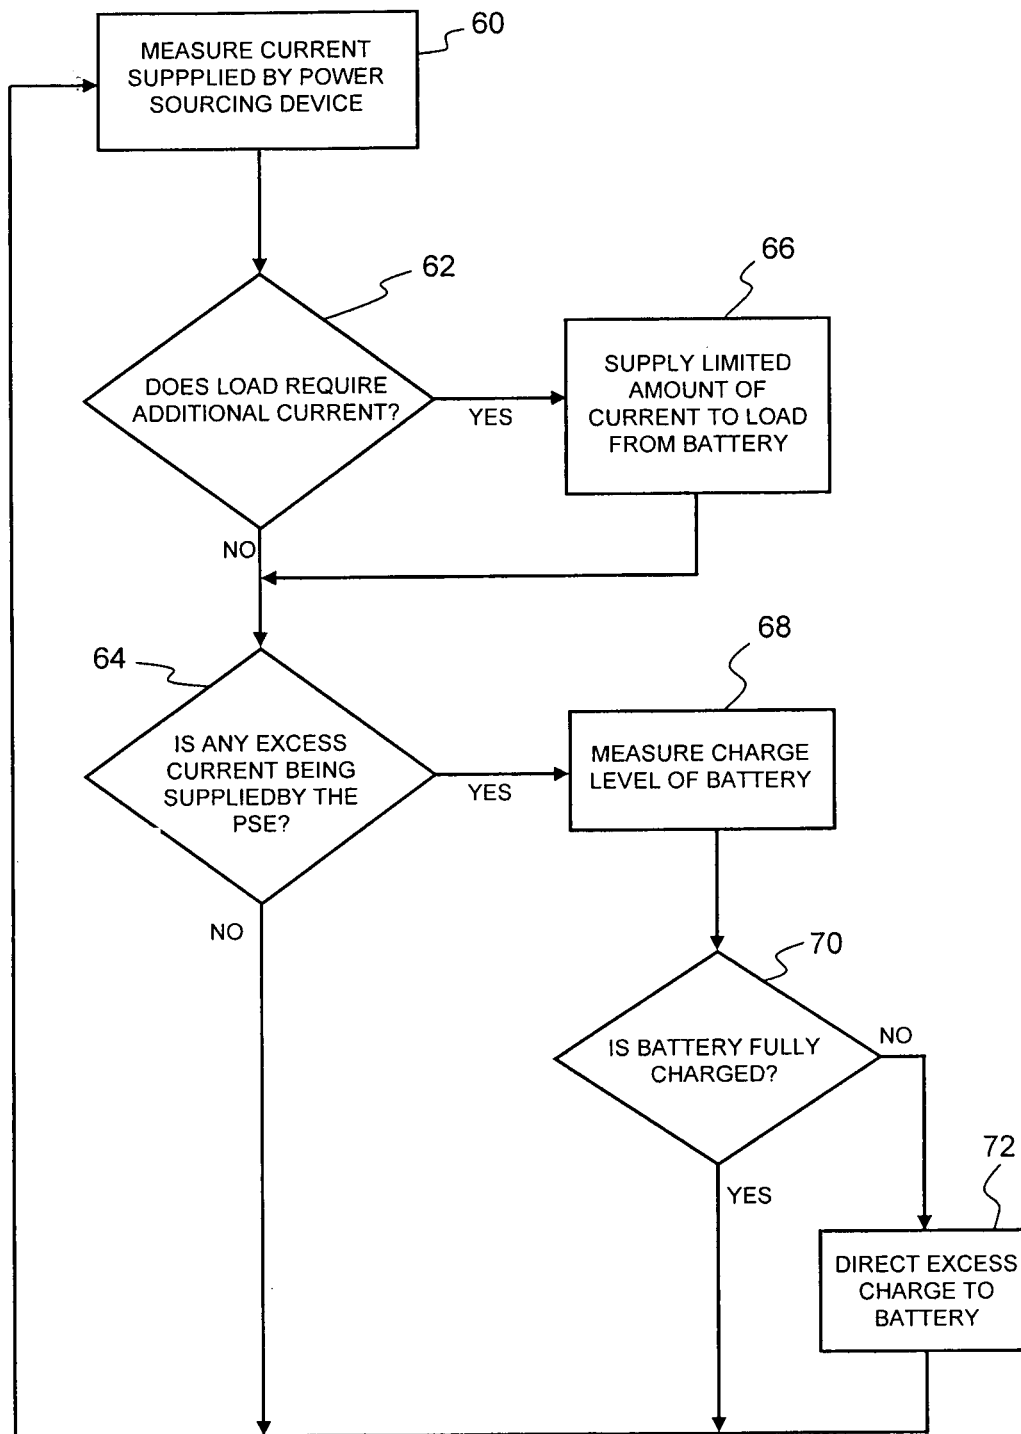 60
MEASURE CURRENT
SUPPPLIED BY POWER
SOURCING DEVICE
62
DOES LOAD REQUIRE
ADDITIONAL CURRENT?
YES
NO
66
SUPPLY LIMITED
AMOUNT OF
CURRENT TO LOAD
FROM BATTERY
64
IS ANY EXCESS
CURRENT BEING
SUPPLIEDBY THE
PSE?
YES
NO
68
MEASURE CHARGE
LEVEL OF BATTERY
70
IS BATTERY FULLY
CHARGED?
NO
YES
72
DIRECT EXCESS
CHARGE TO
BATTERY